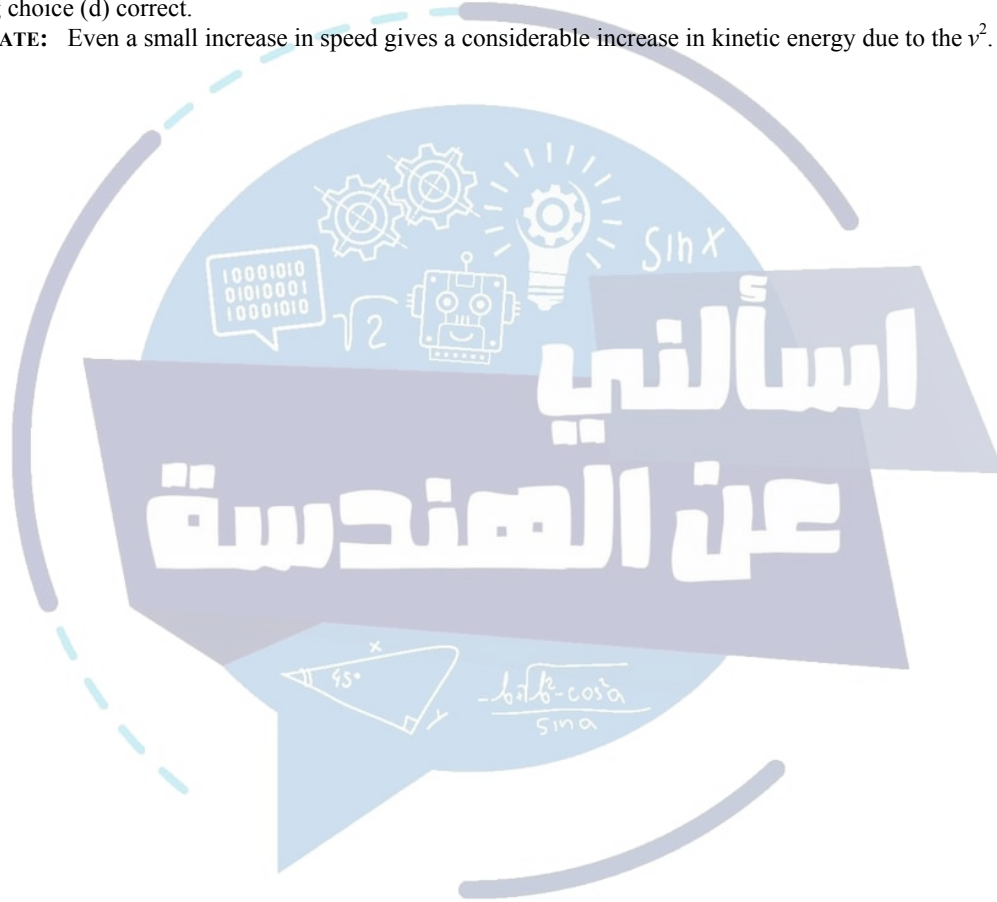 choice (d) correct.
ATE: Even a small increase in speed gives a considerable increase in kinetic energy due to the v².
sin x
10001010
01010001
10001010
√2
اسألني
عن الهندسة
x
45°
y
-b±√b²-cos²a
sin a